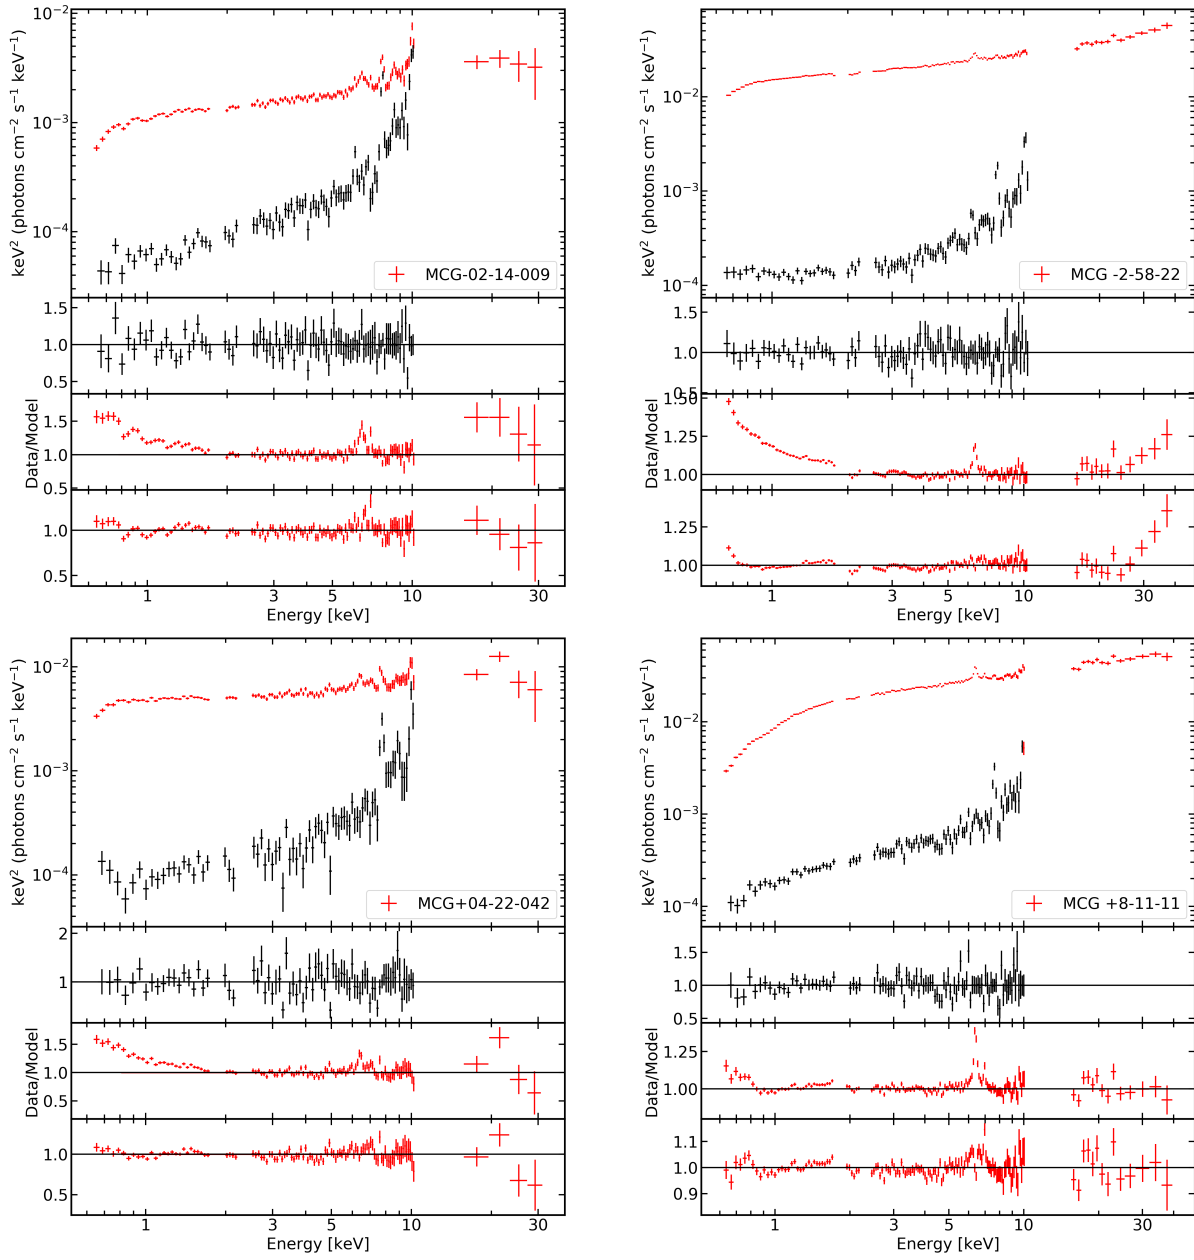 10⁻²
10⁻³
10⁻⁴
keV² (photons cm⁻² s⁻¹ keV⁻¹)
MCG-02-14-009
1.5
1.0
0.5
1.5
1.0
0.5
Data/Model
1.0
0.5
1 3 10 30
Energy [keV]
10⁻²
10⁻³
10⁻⁴
keV² (photons cm⁻² s⁻¹ keV⁻¹)
MCG -2-58-22
1.5
1.0
0.5
1.50
1.25
1.00
Data/Model
1.25
1.00
1 3 10 30
Energy [keV]
10⁻²
10⁻³
10⁻⁴
keV² (photons cm⁻² s⁻¹ keV⁻¹)
MCG+04-22-042
2
1
1.5
1.0
0.5
Data/Model
1.0
0.5
1 3 10 30
Energy [keV]
10⁻²
10⁻³
10⁻⁴
keV² (photons cm⁻² s⁻¹ keV⁻¹)
MCG +8-11-11
1.5
1.0
0.5
1.25
1.00
Data/Model
1.1
1.0
0.9
1 3 10 30
Energy [keV]